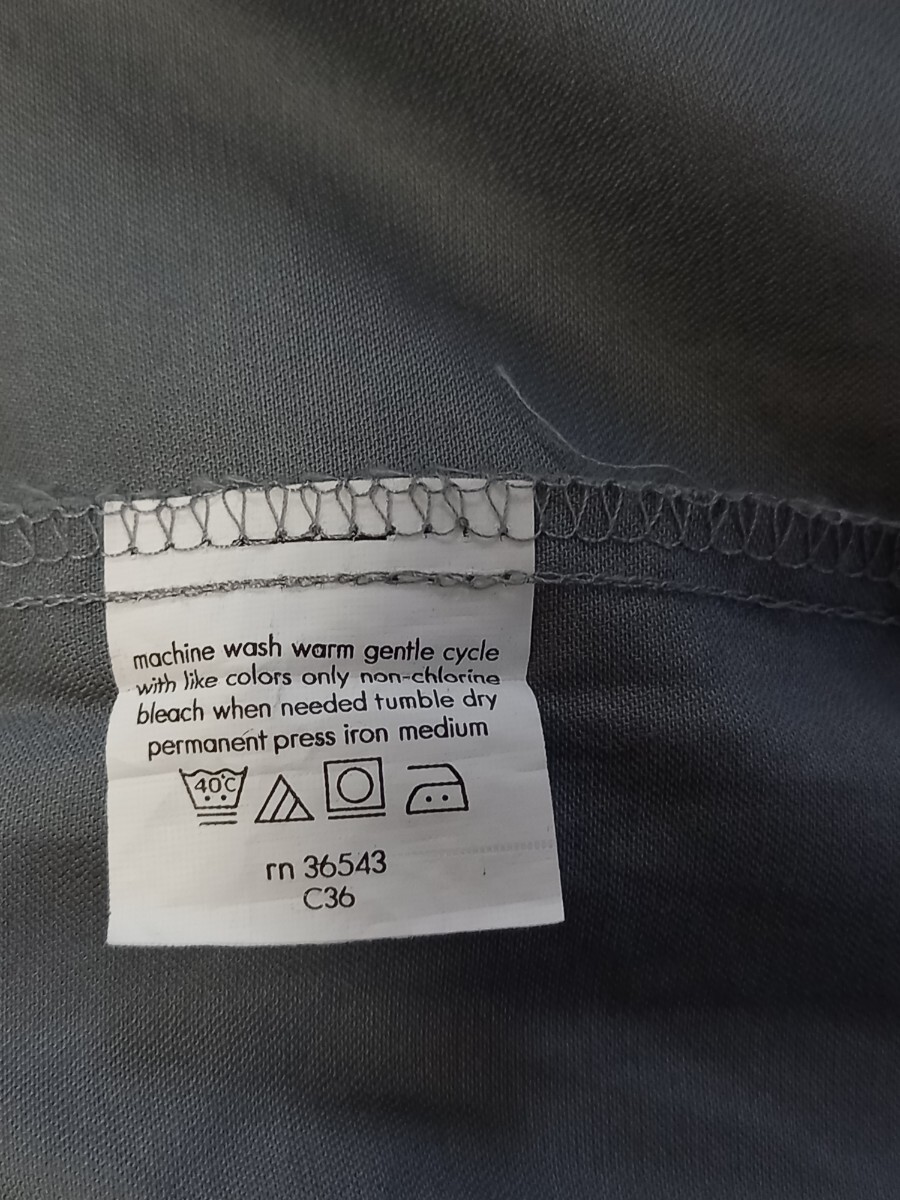 machine wash warm gentle cycle
with like colors only non-chlorine
bleach when needed tumble dry
permanent press iron medium
40°C
rn 36543
C36